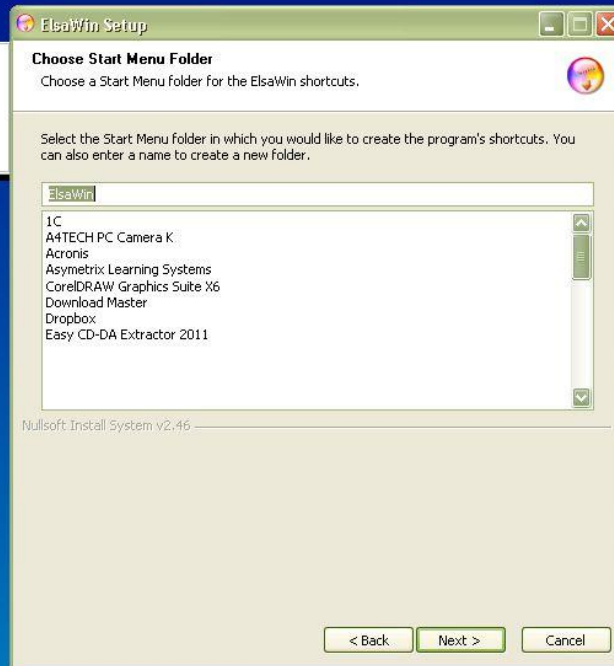 ElsaWin Setup
Choose Start Menu Folder
Choose a Start Menu folder for the ElsaWin shortcuts.
Select the Start Menu folder in which you would like to create the program's shortcuts. You
can also enter a name to create a new folder.
ElsaWin
1C
A4TECH PC Camera K
Acronis
Asymetrix Learning Systems
CorelDRAW Graphics Suite X6
Download Master
Dropbox
Easy CD-DA Extractor 2011
Nullsoft Install System v2.46
< Back
Next >
Cancel